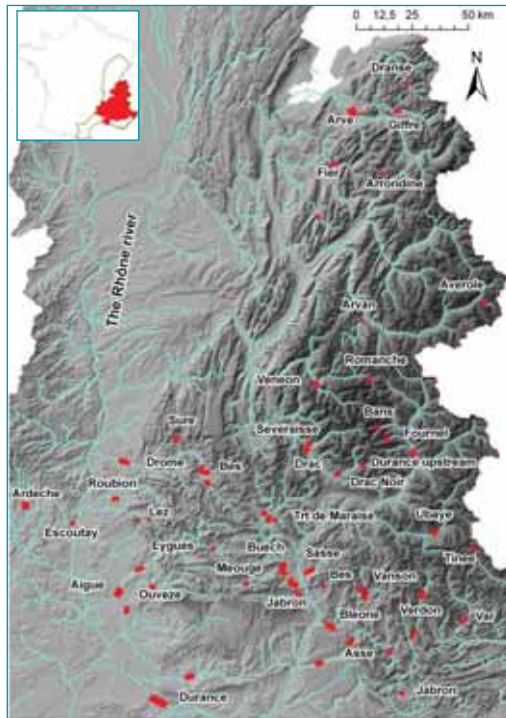 0 12,5 25 50 km
N
Dranse
Arve
Giffre
Fier
Arrondine
The Rhône river
Averole
Arvan
Romanche
Veneon
Bans
Severaisse
Fournel
Sure
Drac
Durance upstream
Drome
Bés
Drac Noir
Roubion
Ardeche
Lez
Trt de Maraise
Ubaye
Escoutay
Eygues
Buech
Sasse
Tinée
Meouge
Bes
Vanson
Aigue
Ouveze
Jabron
Bléone
Verdon
Var
Asse
Jabron
Durance